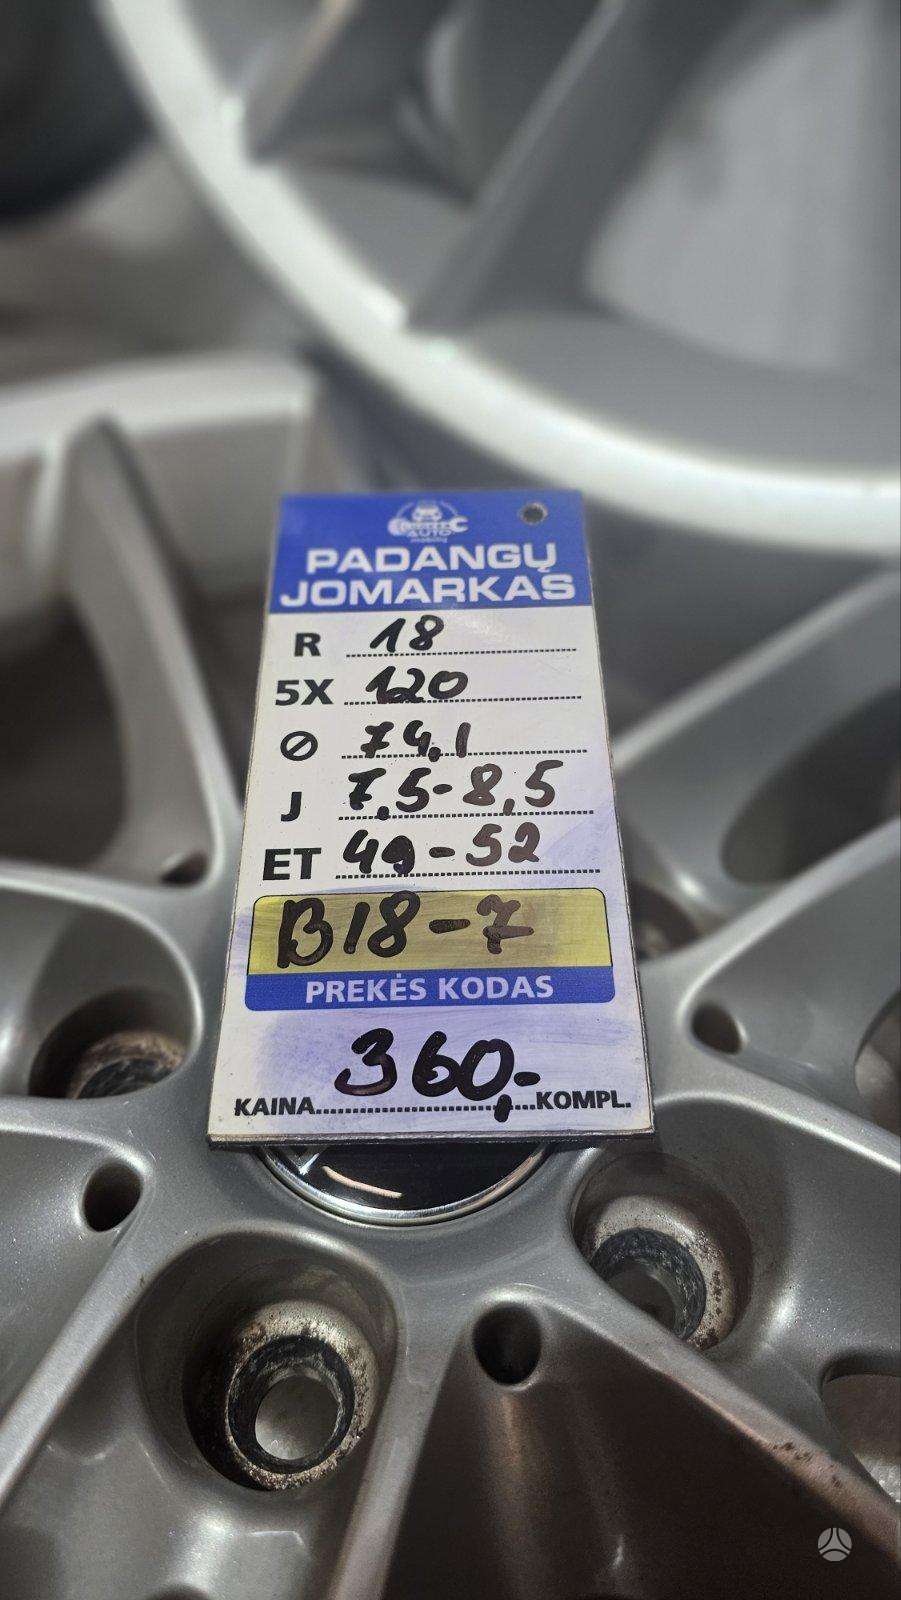 AUTO
PADANGŲ
JOMARKAS
R 18
5X 120
Ø 74,1
J 7,5-8,5
ET 49-52
B18-7
PREKĖS KODAS
360,-
KAINA..........................KOMPL.